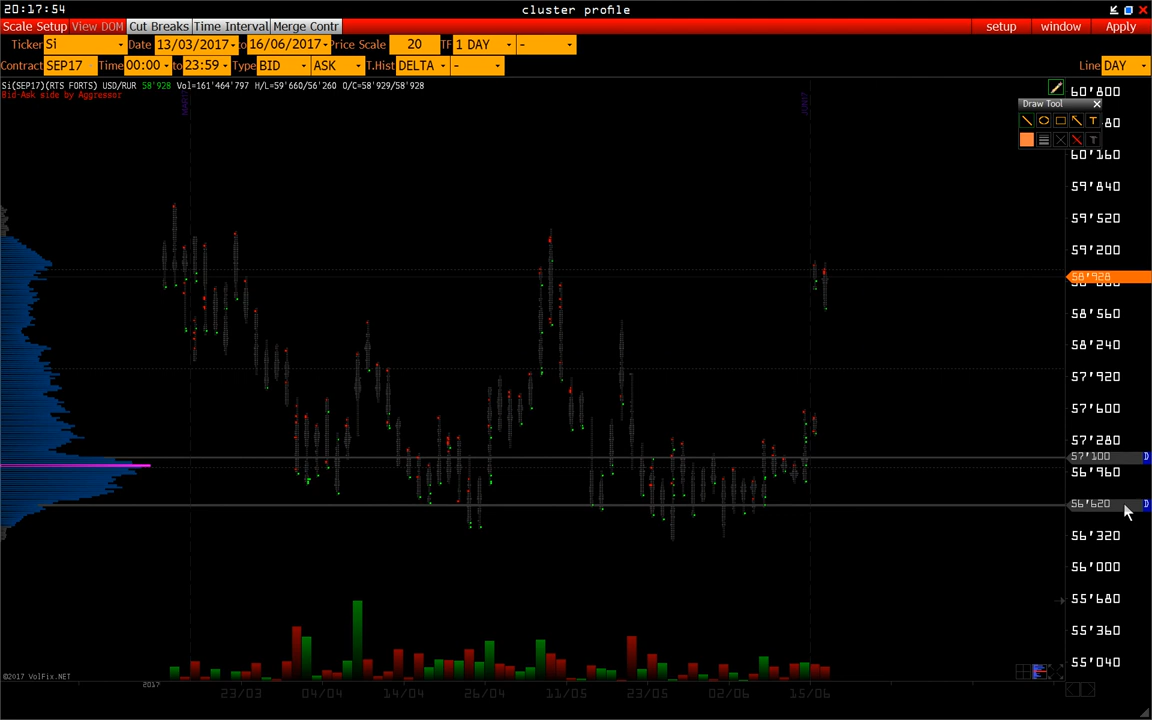 20:17:54
cluster profile
Scale Setup View DOM Cut Breaks Time Interval Merge Contr setup window Apply
Ticker Si Date 13/03/2017 to 16/06/2017 Price Scale 20 TF 1 DAY -
Contract SEP17 Time 00:00 to 23:59 Type BID ASK T.Hist DELTA - Line DAY
Si(SEP17)(RTS FORTS) USD/RUR 58'928 Vol=161'464'797 H/L=59'660/56'260 O/C=58'929/58'928
Bid-Ask side by Aggressor
60'800
Draw Tool
80
T
60'160
T
59'840
59'520
59'200
58'928
58'560
58'240
57'920
57'600
57'280
57'100 D
56'960
56'620 D
56'320
56'000
55'680
55'360
55'040
©2017 VolFix.NET
2017
23/03 04/04 14/04 26/04 11/05 23/05 02/06 15/06